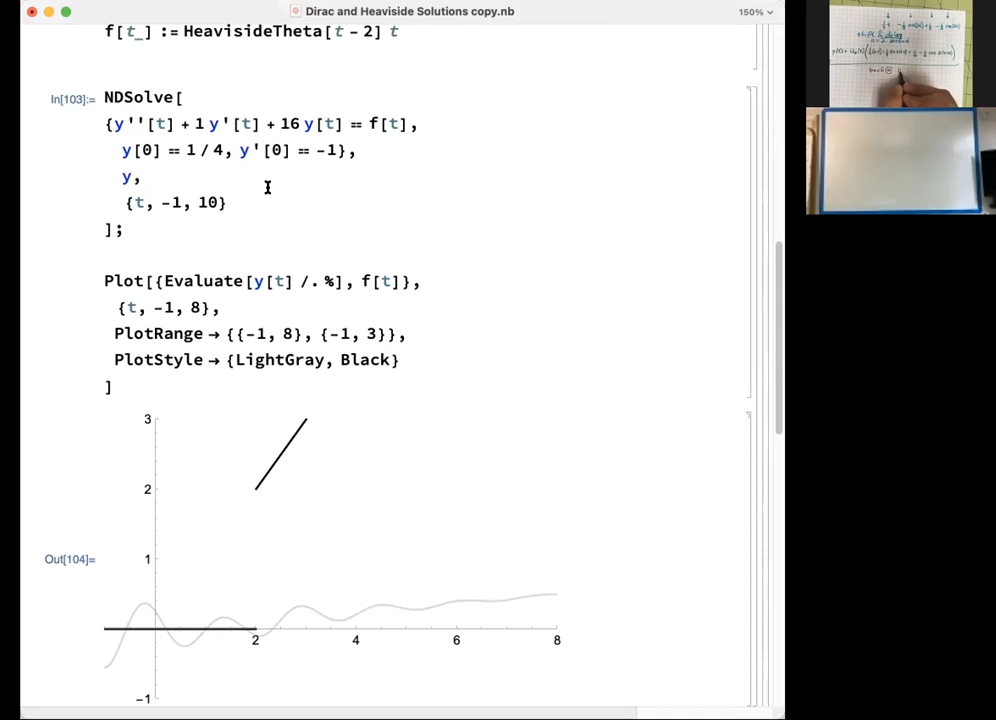 Dirac and Heaviside Solutions copy.nb
150%
f[t_] := HeavisideTheta[t - 2] t
In[103]:= NDSolve[
{y''[t] + 1 y'[t] + 16 y[t] == f[t],
y[0] == 1 / 4, y'[0] == -1},
y,
{t, -1, 10}
];
Plot[{Evaluate[y[t] /. %], f[t]},
{t, -1, 8},
PlotRange → {{-1, 8}, {-1, 3}},
PlotStyle → {LightGray, Black}
]
Out[104]=
3
2
1
2 4 6 8
-1